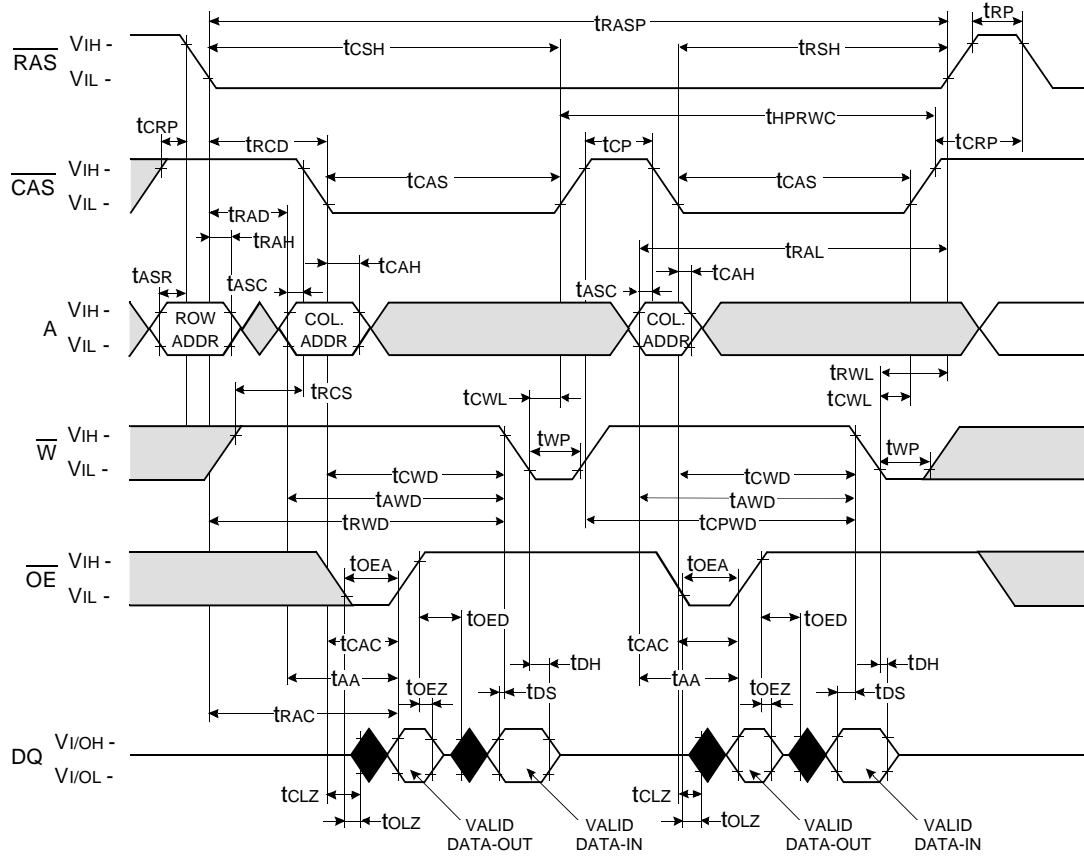 tRASP
tRP
VIH -
tCSH
tRSH
RAS
VIL -
tHPRWC
tCRP
tRCD
tCP
tCRP
VIH -
CAS
tCAS
tCAS
VIL -
tRAD
tRAH
tRAL
tASR
tASC
tCAH
tASC
tCAH
VIH -
A
ROW
ADDR
COL.
ADDR
COL.
ADDR
VIL -
tRWL
tRCS
tCWL
tCWL
VIH -
W
tWP
tWP
VIL -
tCWD
tCWD
tAWD
tAWD
tRWD
tCPWD
VIH -
OE
tOEA
tOEA
VIL -
tOED
tOED
tCAC
tCAC
tDH
tDH
tAA
tAA
tOEZ
tDS
tOEZ
tDS
tRAC
VI/OH -
DQ
VI/OL -
tCLZ
tCLZ
tOLZ
tOLZ
VALID
DATA-OUT
VALID
DATA-IN
VALID
DATA-OUT
VALID
DATA-IN